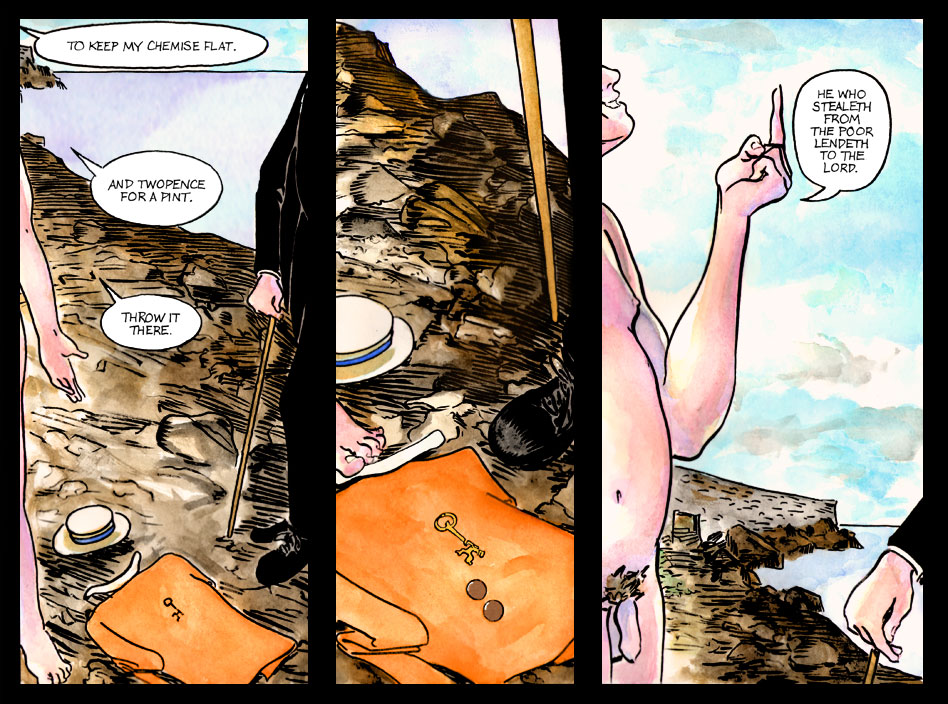 TO KEEP MY CHEMISE FLAT.
AND TWOPENCE
FOR A PINT.
THROW IT
THERE.
HE WHO
STEALETH
FROM
THE POOR
LENDETH
TO THE
LORD.